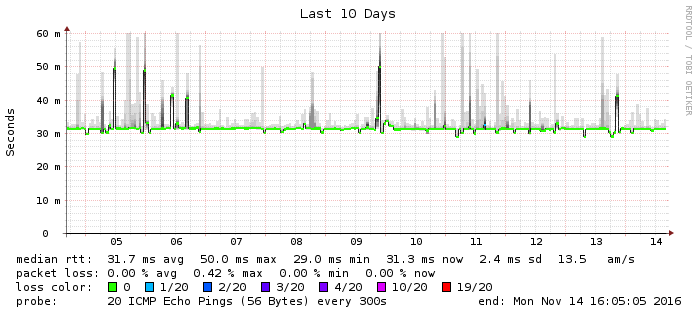 Last 10 Days
RRDTOOL / TOBI OETIKER
Seconds
60 m
50 m
40 m
30 m
20 m
10 m
0
05 06 07 08 09 10 11 12 13 14
median rtt: 31.7 ms avg 50.0 ms max 29.0 ms min 31.3 ms now 2.4 ms sd 13.5 am/s
packet loss: 0.00 % avg 0.42 % max 0.00 % min 0.00 % now
loss color: 0 1/20 2/20 3/20 4/20 10/20 19/20
probe: 20 ICMP Echo Pings (56 Bytes) every 300s end: Mon Nov 14 16:05:05 2016